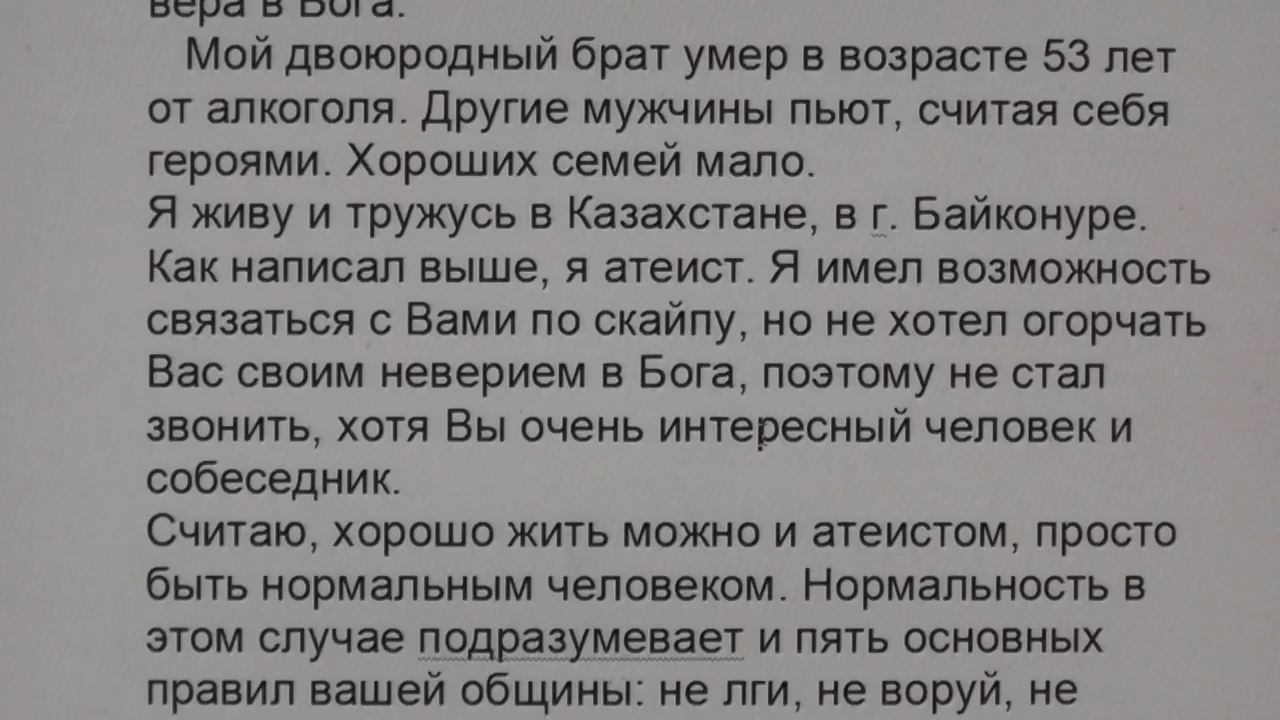 вера в Бога.
Мой двоюродный брат умер в возрасте 53 лет
от алкоголя. Другие мужчины пьют, считая себя
героями. Хороших семей мало.
Я живу и тружусь в Казахстане, в г. Байконуре.
Как написал выше, я атеист. Я имел возможность
связаться с Вами по скайпу, но не хотел огорчать
Вас своим неверием в Бога, поэтому не стал
звонить, хотя Вы очень интересный человек и
собеседник.
Считаю, хорошо жить можно и атеистом, просто
быть нормальным человеком. Нормальность в
этом случае подразумевает и пять основных
правил вашей общины: не лги, не воруй, не